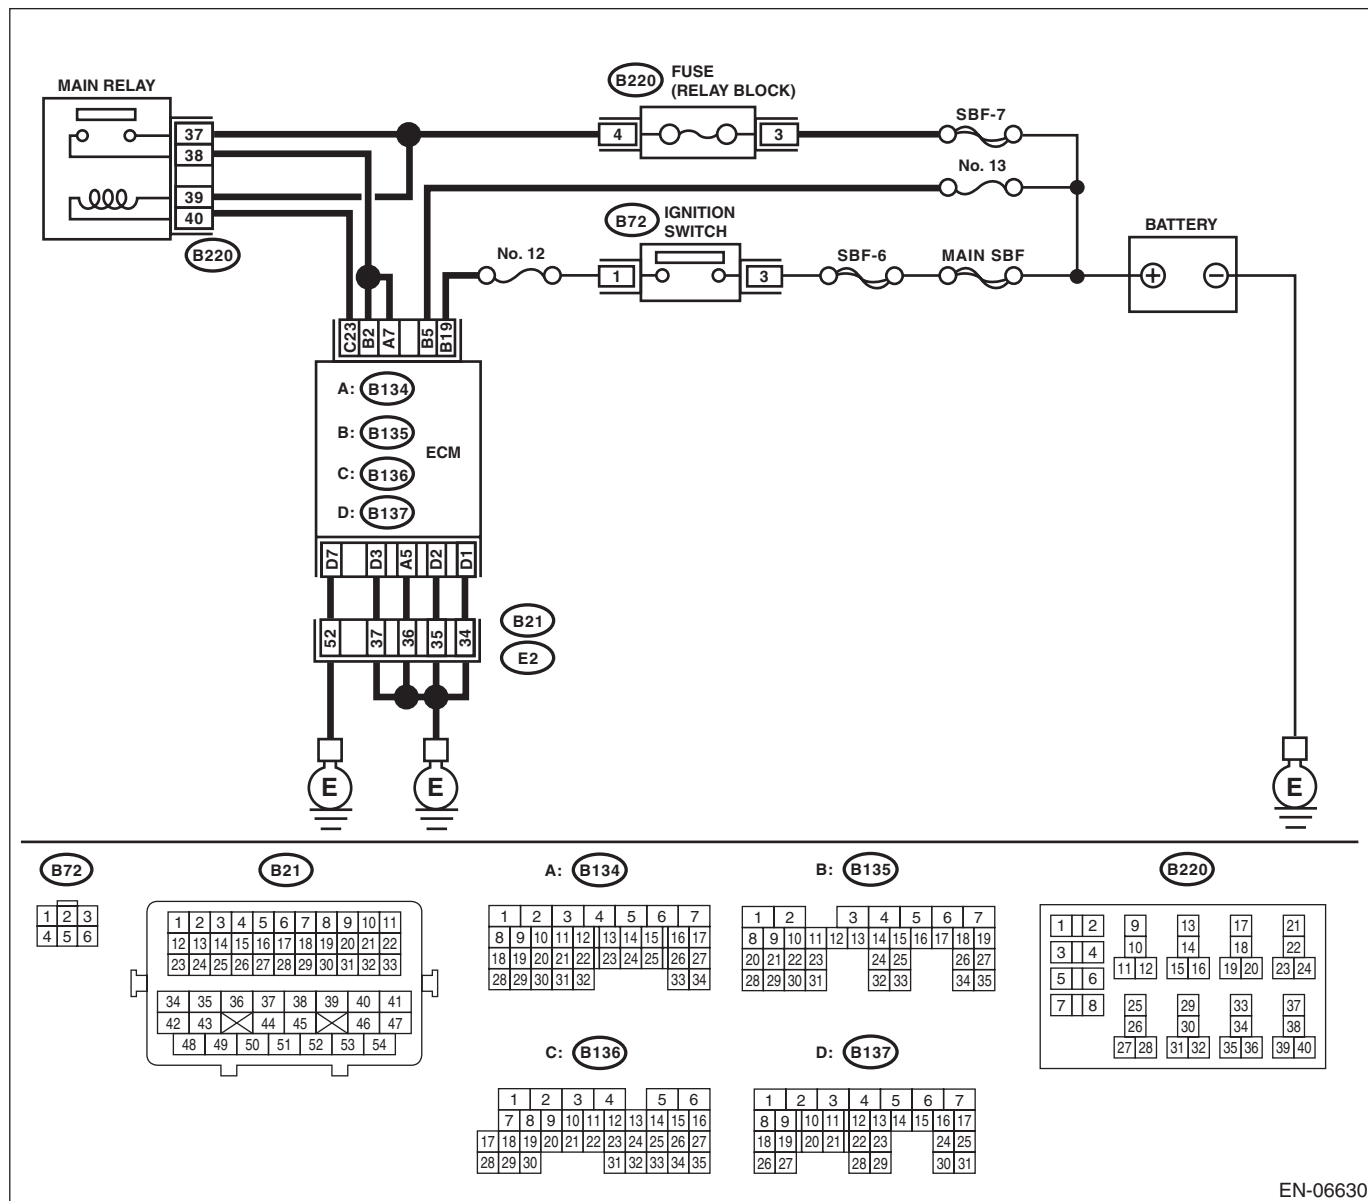 MAIN RELAY
37
38
39
40
B220
B220
FUSE
(RELAY BLOCK)
4
3
SBF-7
No. 13
B72
IGNITION
SWITCH
No. 12
1
3
SBF-6
MAIN SBF
BATTERY
+
−
C23
B2
A7
B5
B19
A: B134
B: B135
C: B136
D: B137
ECM
D7
D3
A5
D2
D1
52
37
36
35
34
B21
E2
E
E
E
B72
1 2 3
4 5 6
B21
1 2 3 4 5 6 7 8 9 10 11
12 13 14 15 16 17 18 19 20 21 22
23 24 25 26 27 28 29 30 31 32 33
34 35 36 37 38 39 40 41
42 43 44 45 46 47
48 49 50 51 52 53 54
A: B134
1 2 3 4 5 6 7
8 9 10 11 12 13 14 15 16 17
18 19 20 21 22 23 24 25 26 27
28 29 30 31 32 33 34
B: B135
1 2 3 4 5 6 7
8 9 10 11 12 13 14 15 16 17 18 19
20 21 22 23 24 25 26 27
28 29 30 31 32 33 34 35
C: B136
1 2 3 4 5 6
7 8 9 10 11 12 13 14 15 16
17 18 19 20 21 22 23 24 25 26 27
28 29 30 31 32 33 34 35
D: B137
1 2 3 4 5 6 7
8 9 10 11 12 13 14 15 16 17
18 19 20 21 22 23 24 25
26 27 28 29 30 31
B220
1 2 9 13 17 21
3 4 10 14 18 22
5 6 11 12 15 16 19 20 23 24
7 8 25 29 33 37
26 30 34 38
27 28 31 32 35 36 39 40
EN-06630